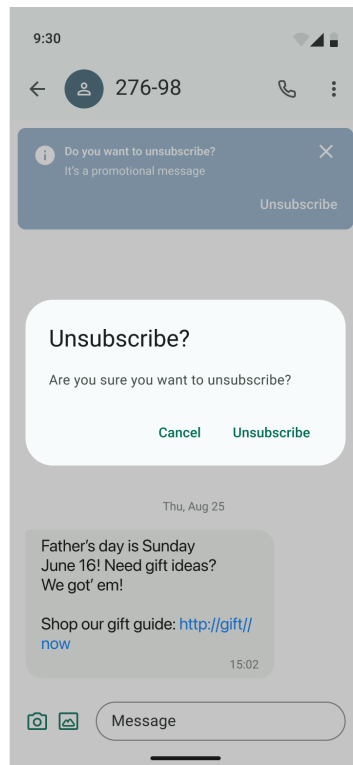 9:30
276-98
Do you want to unsubscribe?
It's a promotional message
Unsubscribe
Unsubscribe?
Are you sure you want to unsubscribe?
Cancel Unsubscribe
Thu, Aug 25
Father's day is Sunday
June 16! Need gift ideas?
We got' em!
Shop our gift guide: http://gift//
now
15:02
Message